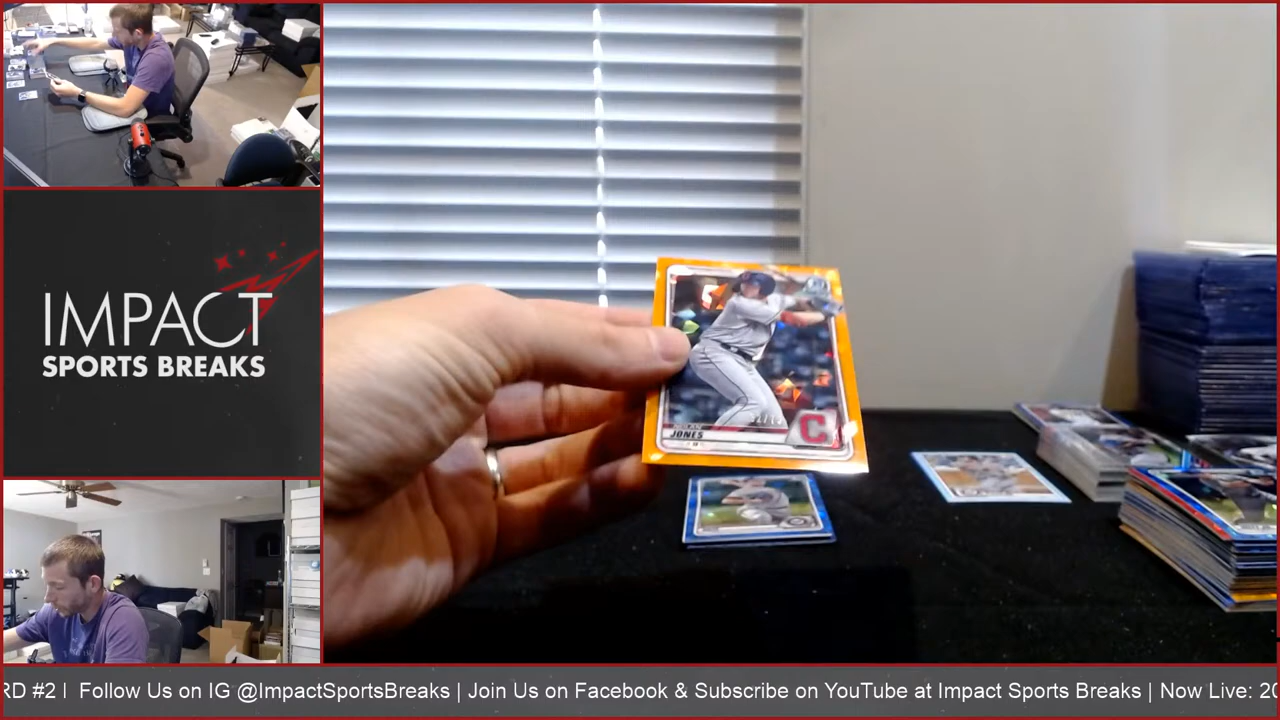 IMPACT
SPORTS BREAKS
NOLAN
JONES
C
RD #2 | Follow Us on IG @ImpactSportsBreaks | Join Us on Facebook & Subscribe on YouTube at Impact Sports Breaks | Now Live: 20